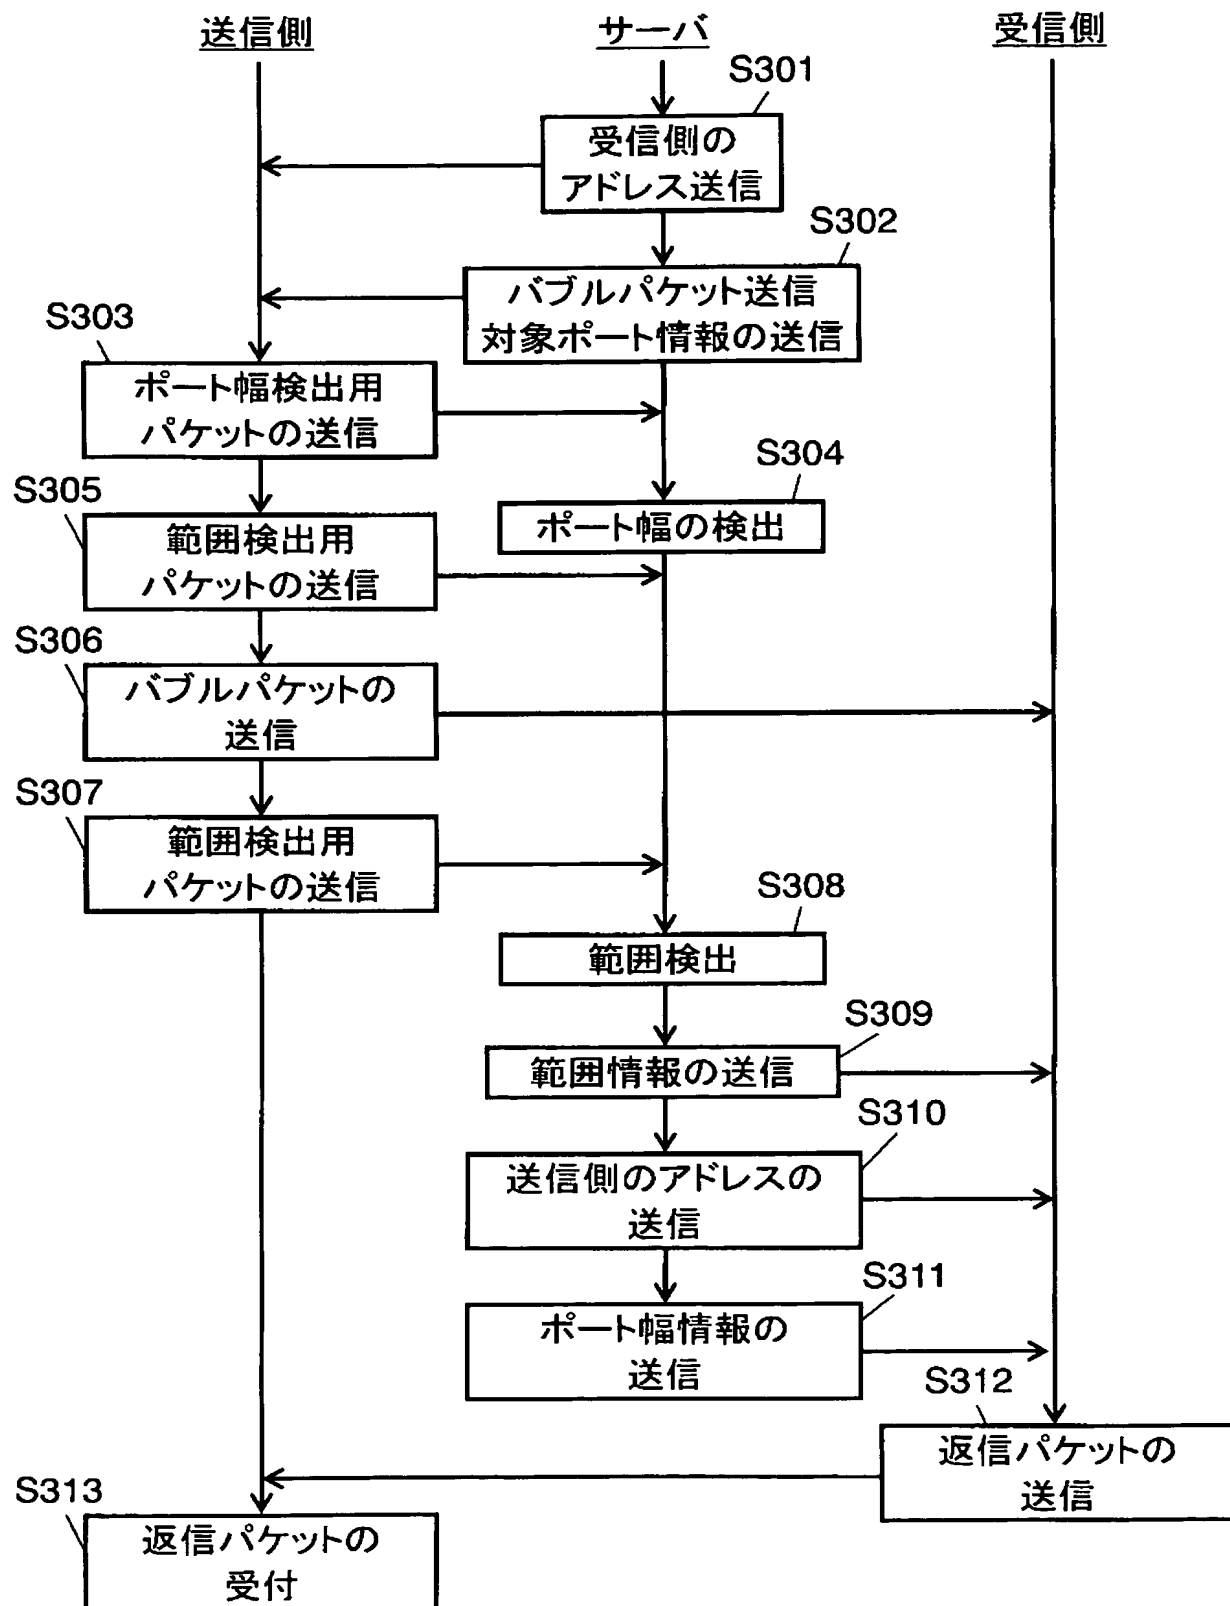 送信側
サーバ
受信側
S301
受信側の
アドレス送信
S302
バブルパケット送信
対象ポート情報の送信
S303
ポート幅検出用
パケットの送信
S304
ポート幅の検出
S305
範囲検出用
パケットの送信
S306
バブルパケットの
送信
S307
範囲検出用
パケットの送信
S308
範囲検出
S309
範囲情報の送信
S310
送信側のアドレスの
送信
S311
ポート幅情報の
送信
S312
返信パケットの
送信
S313
返信パケットの
受付